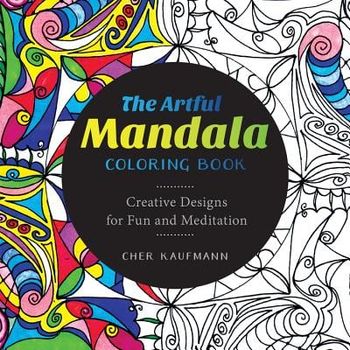 The Artful
Mandala
COLORING BOOK
Creative Designs
for Fun and Meditation
CHER KAUFMANN